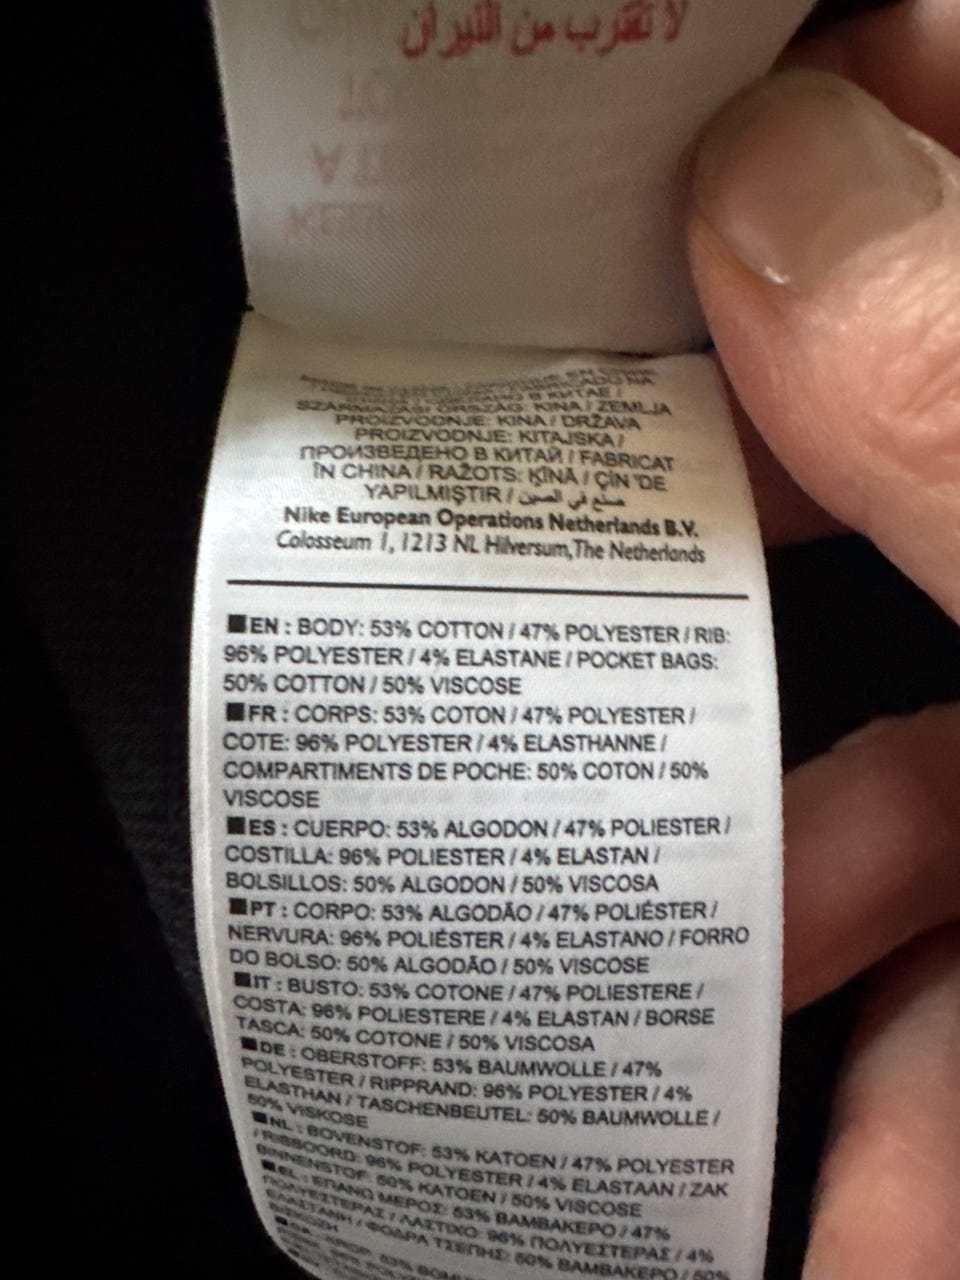 لا تقترب من النيران
SZÁRMAZÁSI ORSZÁG: KÍNA / ZEMLJA
PROIZVODNJE: KINA / DRŽAVA
PROIZVODNJE: KITAJSKA /
ПРОИЗВЕДЕНО В КИТАЙ / FABRICAT
ÎN CHINA / RAŽOTS: ĶĪNĀ / ÇİN 'DE
YAPILMIŞTIR / صنع في الصين
Nike European Operations Netherlands B.V.
Colosseum 1, 1213 NL Hilversum, The Netherlands
■EN : BODY: 53% COTTON / 47% POLYESTER / RIB:
96% POLYESTER / 4% ELASTANE / POCKET BAGS:
50% COTTON / 50% VISCOSE
■FR : CORPS: 53% COTON / 47% POLYESTER /
COTE: 96% POLYESTER / 4% ELASTHANNE /
COMPARTIMENTS DE POCHE: 50% COTON / 50%
VISCOSE
■ES : CUERPO: 53% ALGODON / 47% POLIESTER /
COSTILLA: 96% POLIESTER / 4% ELASTAN /
BOLSILLOS: 50% ALGODON / 50% VISCOSA
■PT : CORPO: 53% ALGODÃO / 47% POLIÉSTER /
NERVURA: 96% POLIÉSTER / 4% ELASTANO / FORRO
DO BOLSO: 50% ALGODÃO / 50% VISCOSE
■IT : BUSTO: 53% COTONE / 47% POLIESTERE /
COSTA: 96% POLIESTERE / 4% ELASTAN / BORSE
TASCA: 50% COTONE / 50% VISCOSA
■DE : OBERSTOFF: 53% BAUMWOLLE / 47%
POLYESTER / RIPPRAND: 96% POLYESTER / 4%
ELASTHAN / TASCHENBEUTEL: 50% BAUMWOLLE /
50% VISKOSE
■NL : BOVENSTOF: 53% KATOEN / 47% POLYESTER
/ RIBBOORD: 96% POLYESTER / 4% ELASTAAN / ZAK
BINNENSTOF: 50% KATOEN / 50% VISCOSE
■EL : ΕΠΑΝΩ ΜΕΡΟΣ: 53% ΒΑΜΒΑΚΕΡΟ / 47%
ΠΟΛΥΕΣΤΕΡΑΣ / ΛΑΣΤΙΧΟ: 96% ΠΟΛΥΕΣΤΕΡΑΣ / 4%
ΕΛΑΣΤΑΝΗ / ΦΟΔΡΑ ΤΣΕΠΗΣ: 50% ΒΑΜΒΑΚΕΡΟ / 50%
ΒΙΣΚΟΖΗ